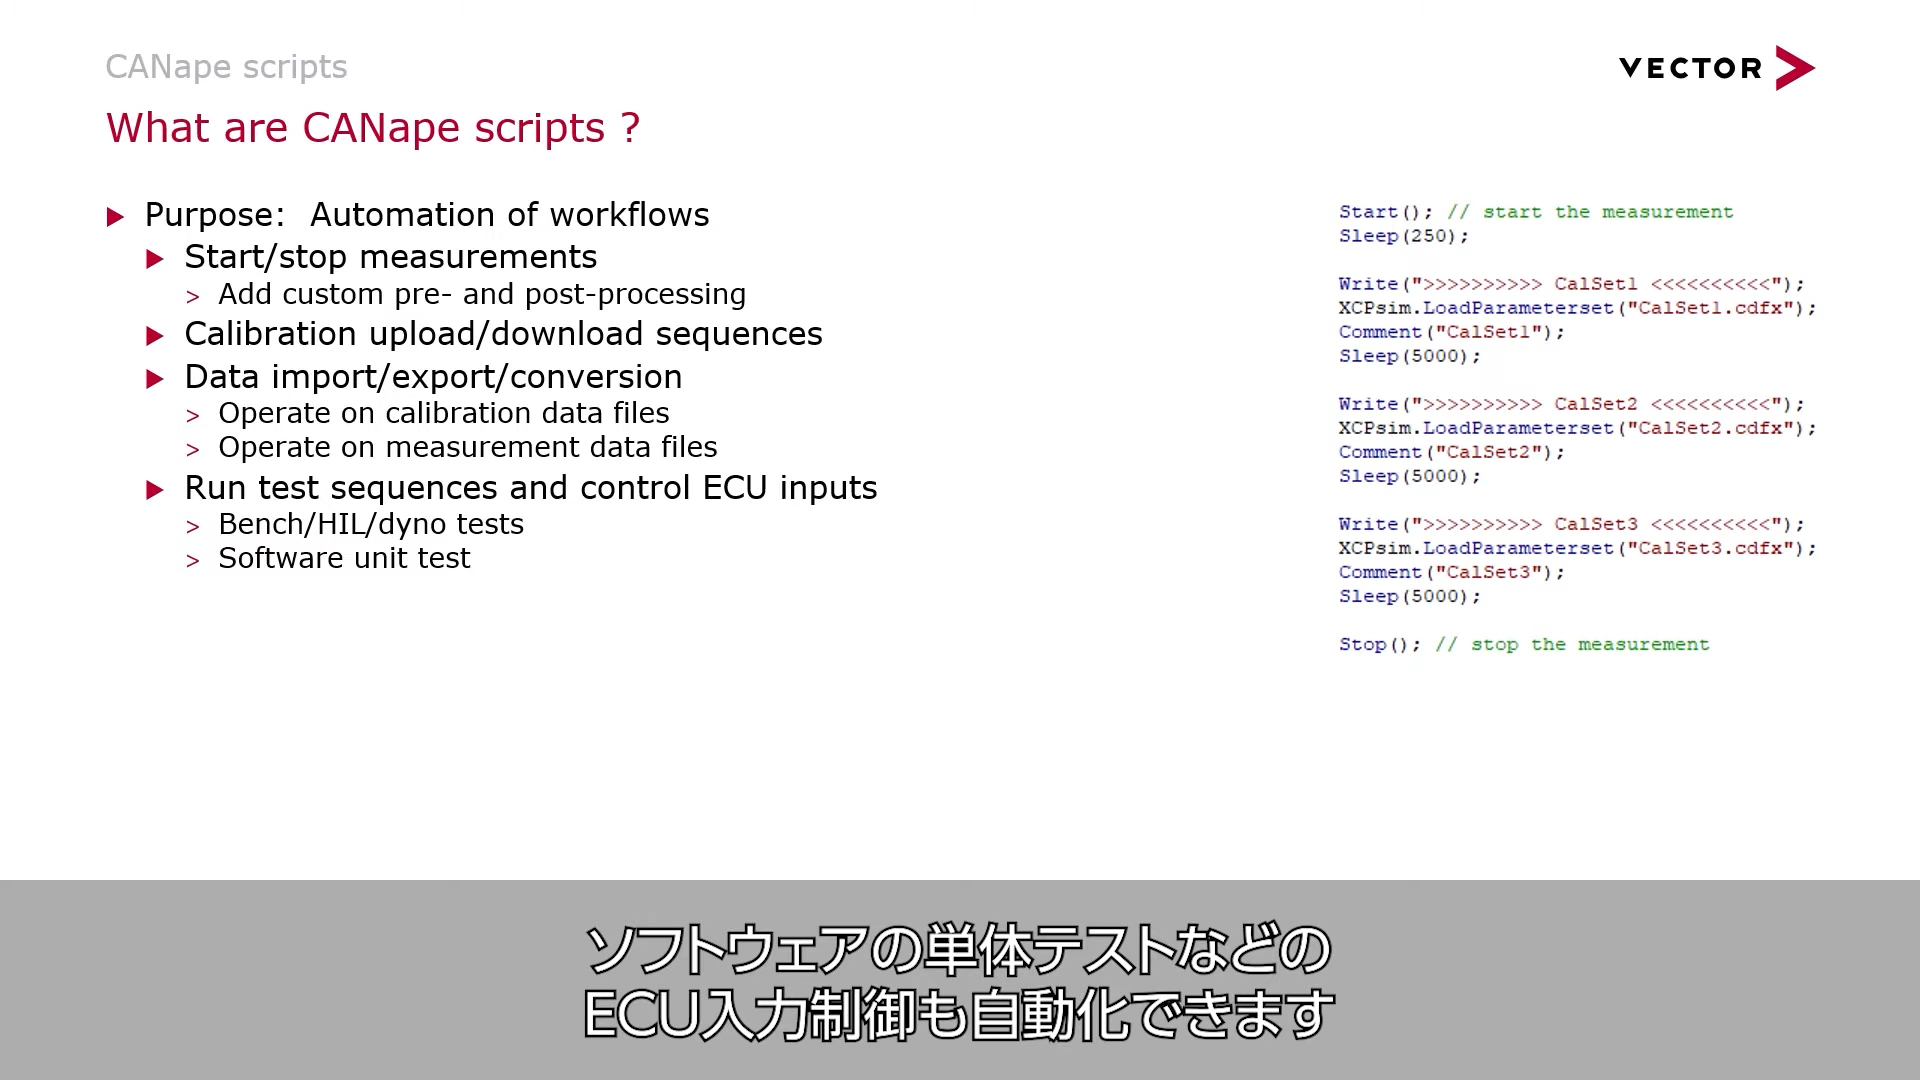 CANape scripts
VECTOR
What are CANape scripts ?
Purpose: Automation of workflows
Start/stop measurements
> Add custom pre- and post-processing
Calibration upload/download sequences
Data import/export/conversion
> Operate on calibration data files
> Operate on measurement data files
Run test sequences and control ECU inputs
> Bench/HIL/dyno tests
> Software unit test
Start(); // start the measurement
Sleep(250);
Write(">>>>>>>>>> CalSet1 <<<<<<<<<<");
XCPsim.LoadParameterset("CalSet1.cdfx");
Comment("CalSet1");
Sleep(5000);
Write(">>>>>>>>>> CalSet2 <<<<<<<<<<");
XCPsim.LoadParameterset("CalSet2.cdfx");
Comment("CalSet2");
Sleep(5000);
Write(">>>>>>>>>> CalSet3 <<<<<<<<<<");
XCPsim.LoadParameterset("CalSet3.cdfx");
Comment("CalSet3");
Sleep(5000);
Stop(); // stop the measurement
ソフトウェアの単体テストなどの
ECU入力制御も自動化できます